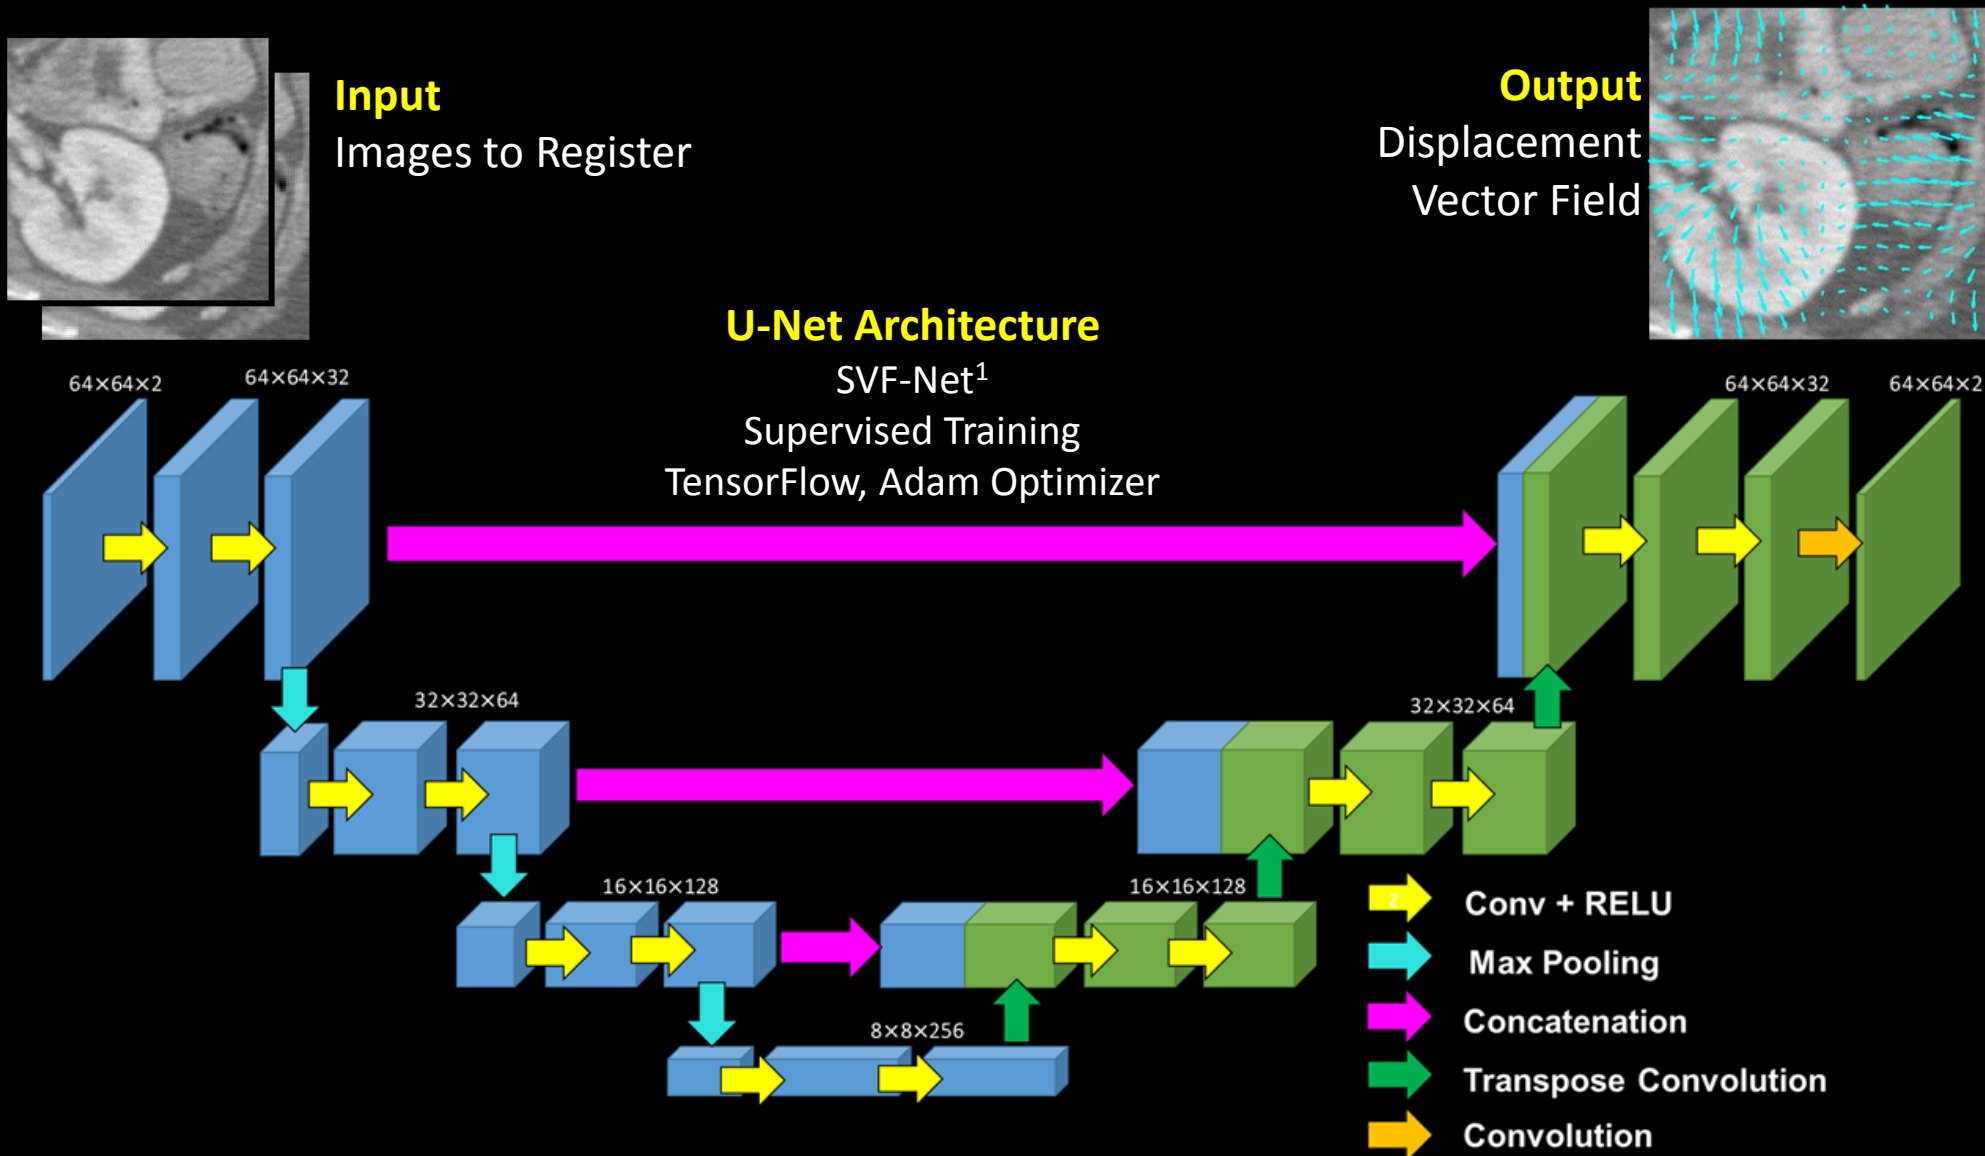 Input
Images to Register
Output
Displacement
Vector Field
U-Net Architecture
SVF-Net¹
Supervised Training
TensorFlow, Adam Optimizer
64×64×2
64×64×32
64×64×32
64×64×2
32×32×64
32×32×64
16×16×128
16×16×128
8×8×256
z
Conv + RELU
Max Pooling
Concatenation
Transpose Convolution
Convolution